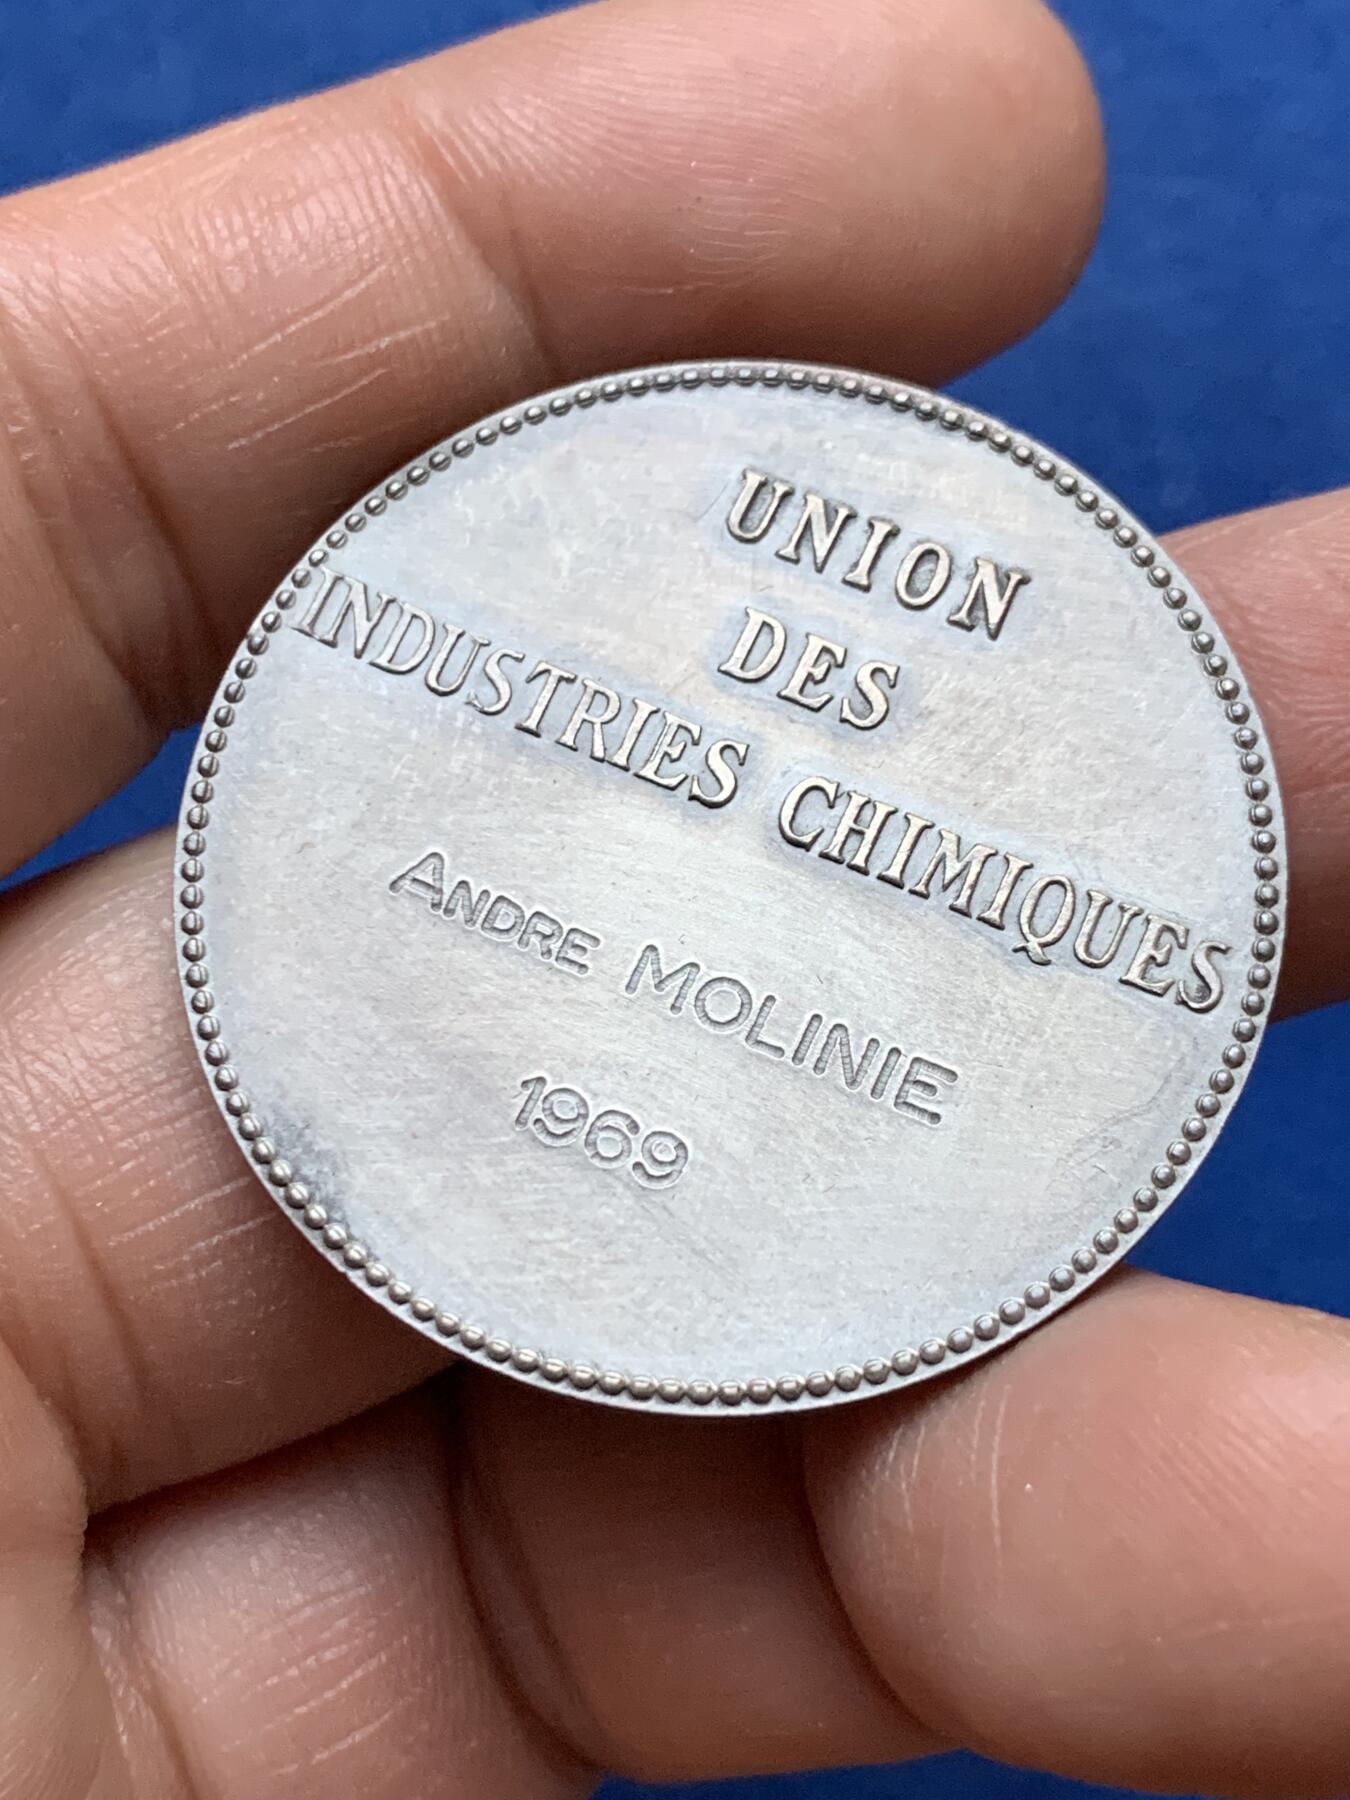 UNION
DES
INDUSTRIES CHIMIQUES
ANDRE MOLINIE
1969